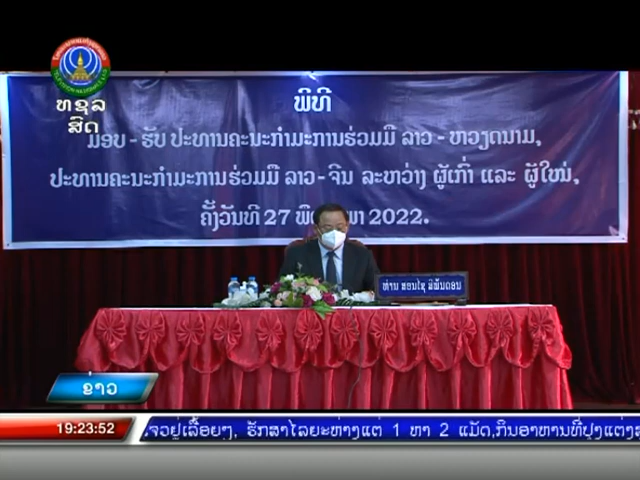 ທຊລ
ສົດ
ພິທີ
ມອບ - ຮັບ ປະທານຄະນະກຳມະການຮ່ວມມື ລາວ - ຫວຽດນາມ,
ປະທານຄະນະກຳມະການຮ່ວມມື ລາວ - ຈີນ ລະຫວ່າງ ຜູ້ເກົ່າ ແລະ ຜູ້ໃໝ່,
ຄັ້ງວັນທີ 27 ພຶ 2022.
ທ່ານ ສອນໄຊ ສີພັນດອນ
ຂ່າວ
19:23:52 ຢູ່ເລື້ອຍໆ, ຮັກສາໄລຍະຫ່າງແຕ່ 1 ຫາ 2 ແມັດ,ກິນອາຫານທີ່ປຸງແຕ່ງ